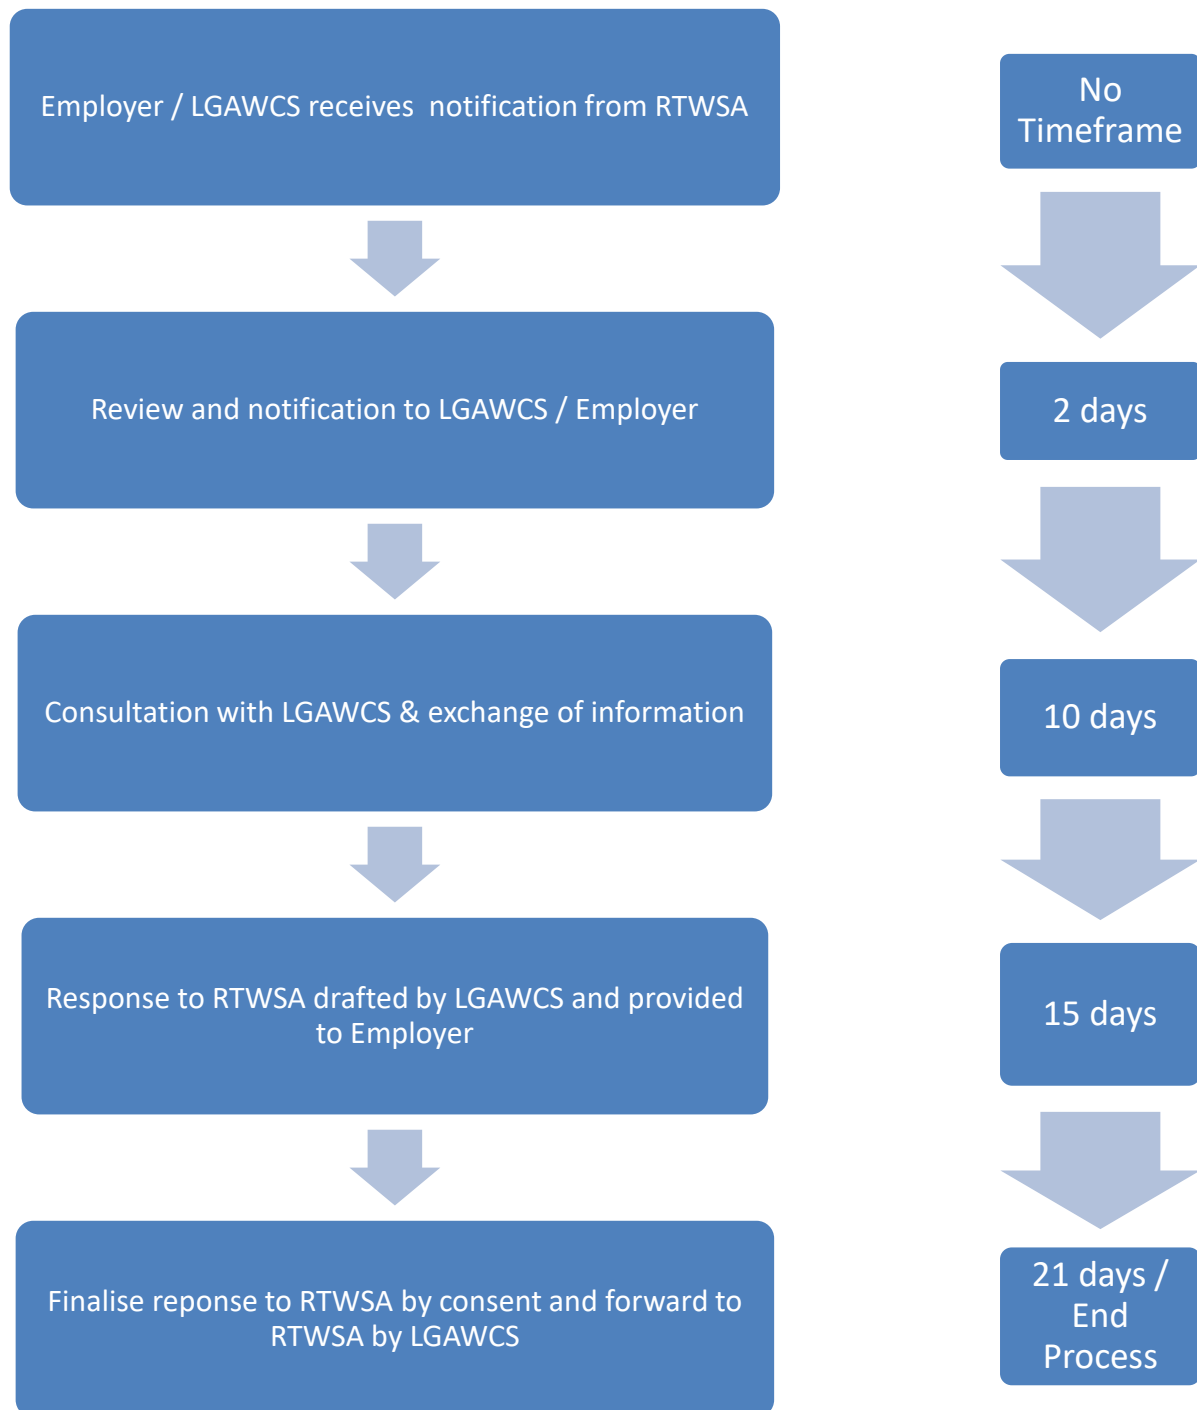 Employer / LGAWCS receives  notification from RTWSA
No
Timeframe
Review and notification to LGAWCS / Employer
2 days
Consultation with LGAWCS & exchange of information
10 days
Response to RTWSA drafted by LGAWCS and provided
to Employer
15 days
Finalise reponse to RTWSA by consent and forward to
RTWSA by LGAWCS
21 days /
End
Process